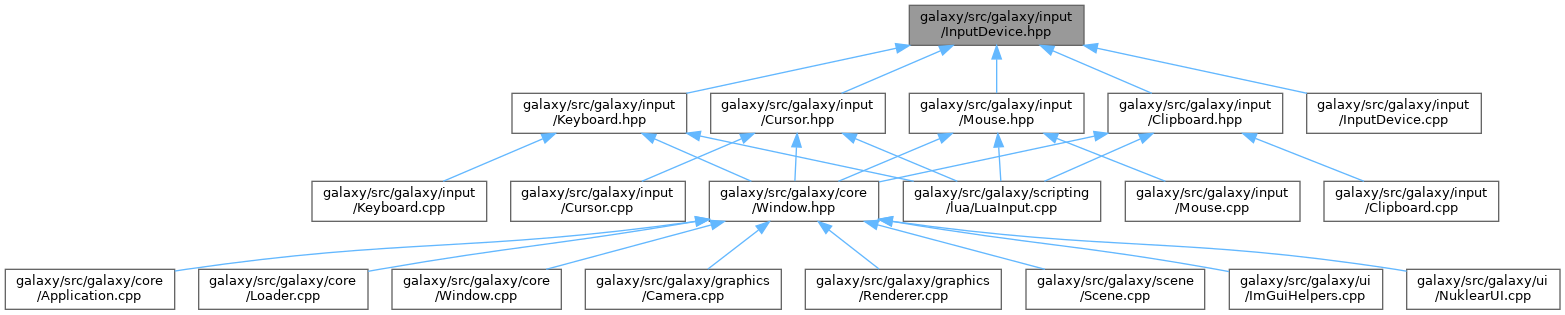 galaxy/src/galaxy/input
/InputDevice.hpp
galaxy/src/galaxy/input
/Keyboard.hpp
galaxy/src/galaxy/input
/Cursor.hpp
galaxy/src/galaxy/input
/Mouse.hpp
galaxy/src/galaxy/input
/Clipboard.hpp
galaxy/src/galaxy/input
/InputDevice.cpp
galaxy/src/galaxy/input
/Keyboard.cpp
galaxy/src/galaxy/input
/Cursor.cpp
galaxy/src/galaxy/core
/Window.hpp
galaxy/src/galaxy/scripting
/lua/LuaInput.cpp
galaxy/src/galaxy/input
/Mouse.cpp
galaxy/src/galaxy/input
/Clipboard.cpp
galaxy/src/galaxy/core
/Application.cpp
galaxy/src/galaxy/core
/Loader.cpp
galaxy/src/galaxy/core
/Window.cpp
galaxy/src/galaxy/graphics
/Camera.cpp
galaxy/src/galaxy/graphics
/Renderer.cpp
galaxy/src/galaxy/scene
/Scene.cpp
galaxy/src/galaxy/ui
/ImGuiHelpers.cpp
galaxy/src/galaxy/ui
/NuklearUI.cpp